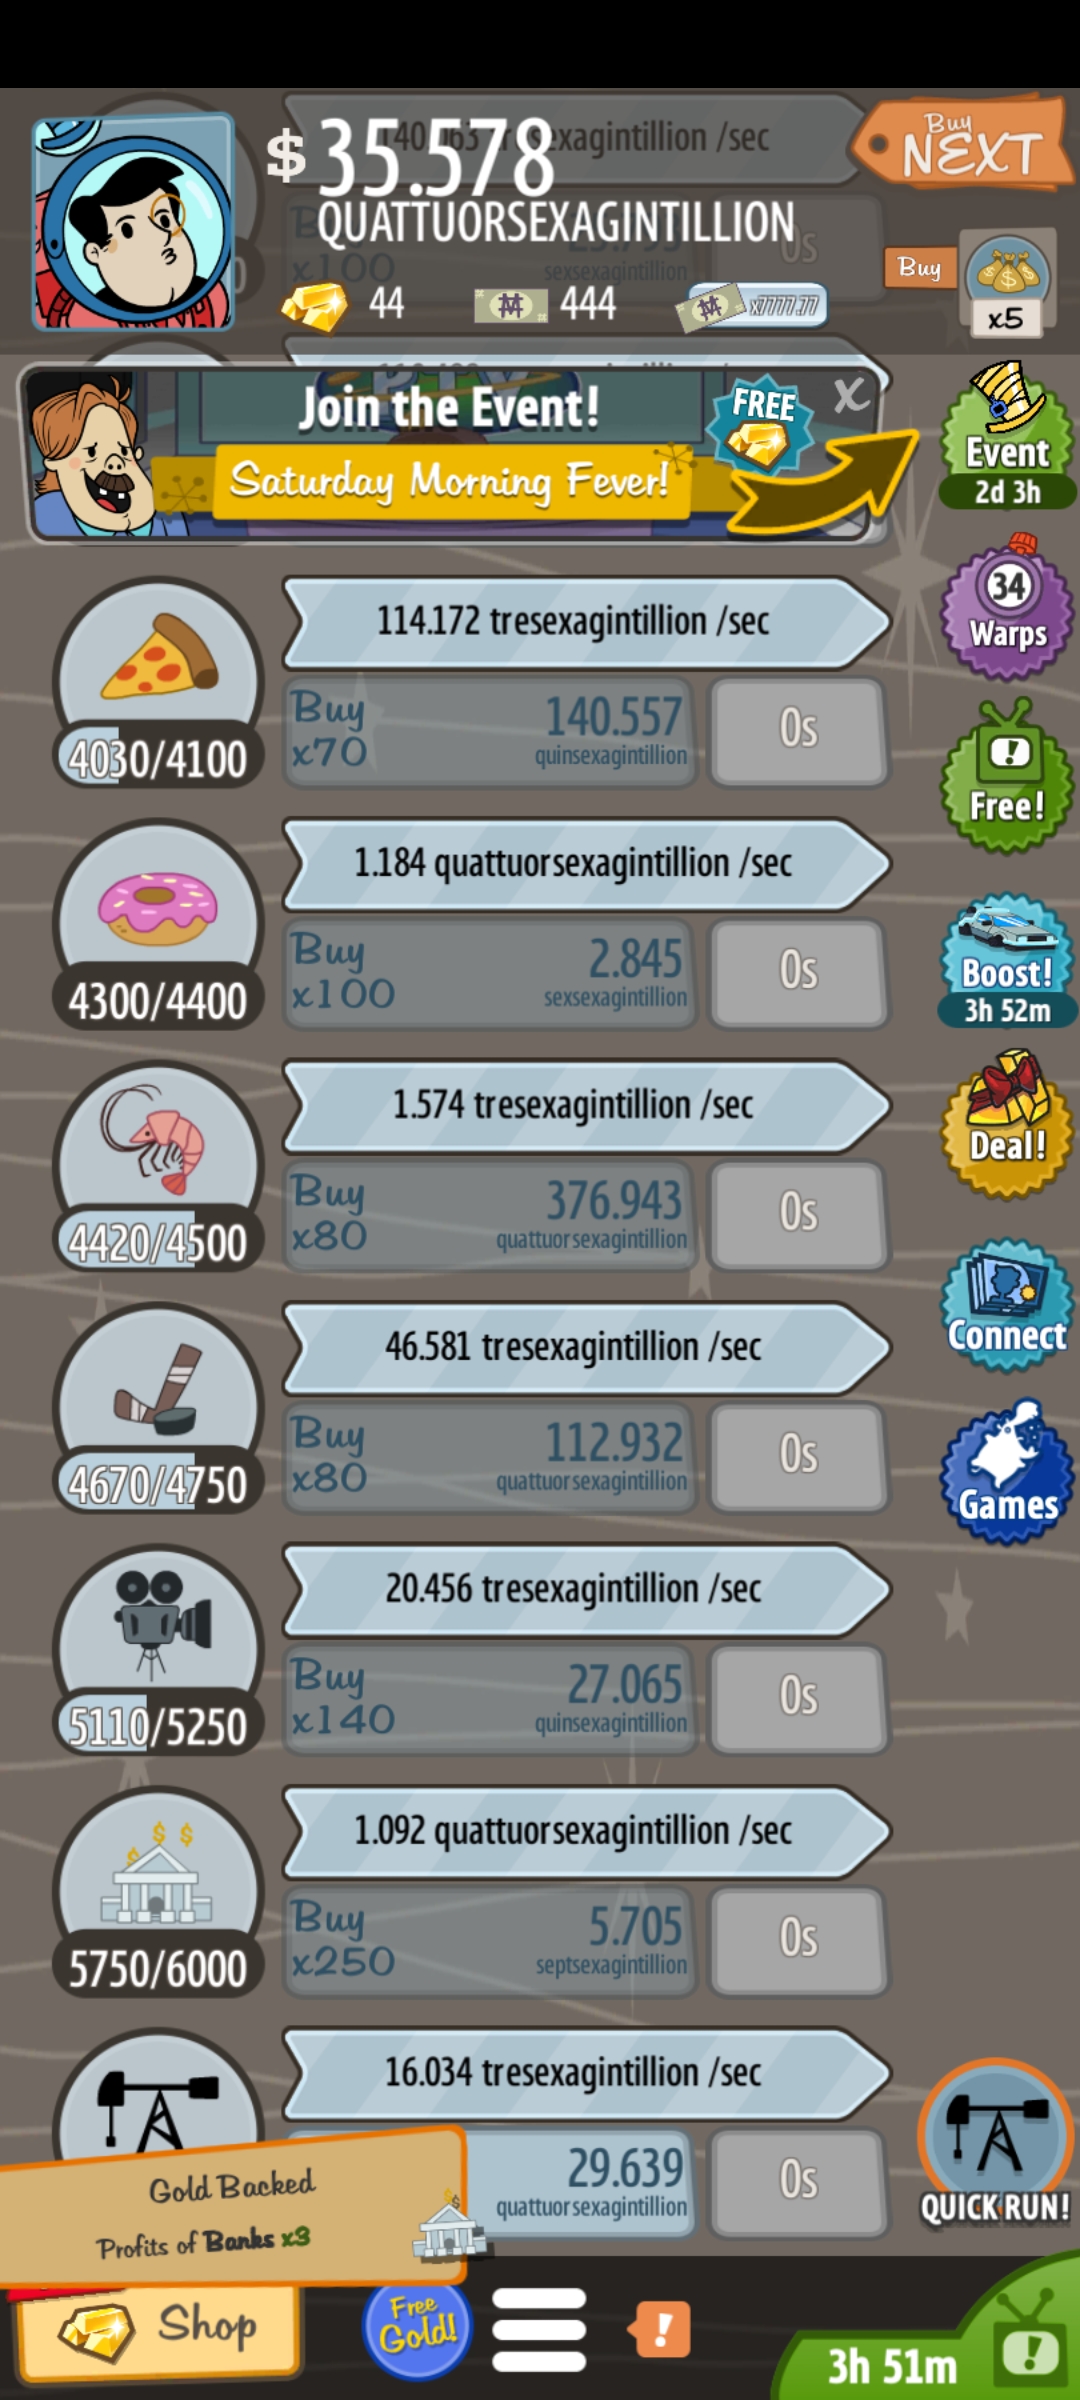 $ 35.578
QUATTUORSEXAGINTILLION
44
444
x7777.77
Buy
NEXT
Buy
x5
/sec
x100
sexsexagintillion
0s
Join the Event!
Saturday Morning Fever!
FREE
X
Event
2d 3h
34
Warps
Free!
Boost!
3h 52m
Deal!
Connect
Games
114.172 tresexagintillion /sec
4030/4100
Buy
x70
140.557
quinsexagintillion
0s
1.184 quattuorsexagintillion /sec
4300/4400
Buy
x100
2.845
sexsexagintillion
0s
1.574 tresexagintillion /sec
4420/4500
Buy
x80
376.943
quattuorsexagintillion
0s
46.581 tresexagintillion /sec
4670/4750
Buy
x80
112.932
quattuorsexagintillion
0s
20.456 tresexagintillion /sec
5110/5250
Buy
x140
27.065
quinsexagintillion
0s
1.092 quattuorsexagintillion /sec
5750/6000
Buy
x250
5.705
septsexagintillion
0s
16.034 tresexagintillion /sec
29.639
quattuorsexagintillion
0s
QUICK RUN!
Gold Backed
Profits of Banks x3
Shop
Free
Gold!
!
3h 51m